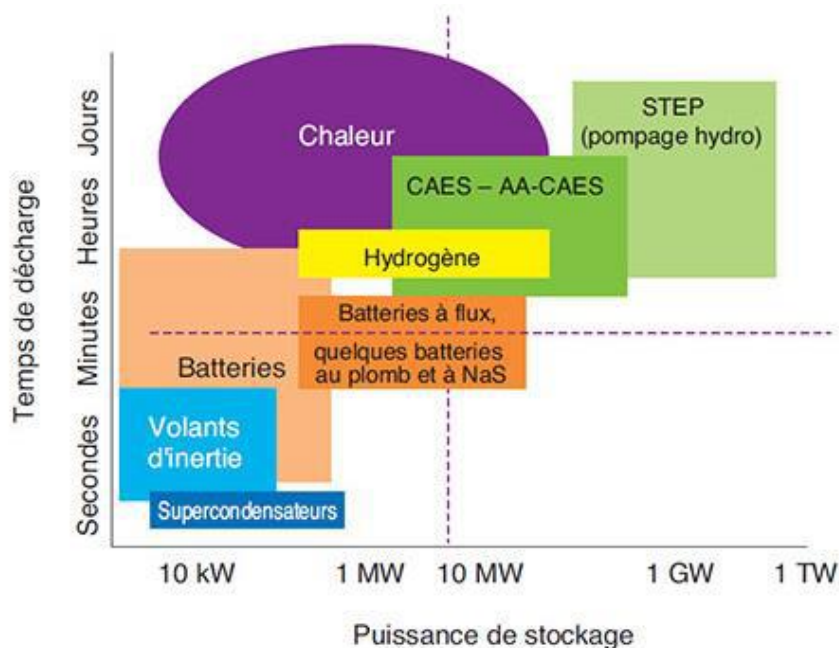 Temps de décharge
Jours
Heures
Minutes
Secondes
Chaleur
STEP
(pompage hydro)
CAES – AA-CAES
Hydrogène
Batteries à flux,
quelques batteries
au plomb et à NaS
Batteries
Volants
d'inertie
Supercondensateurs
10 kW
1 MW
10 MW
1 GW
1 TW
Puissance de stockage